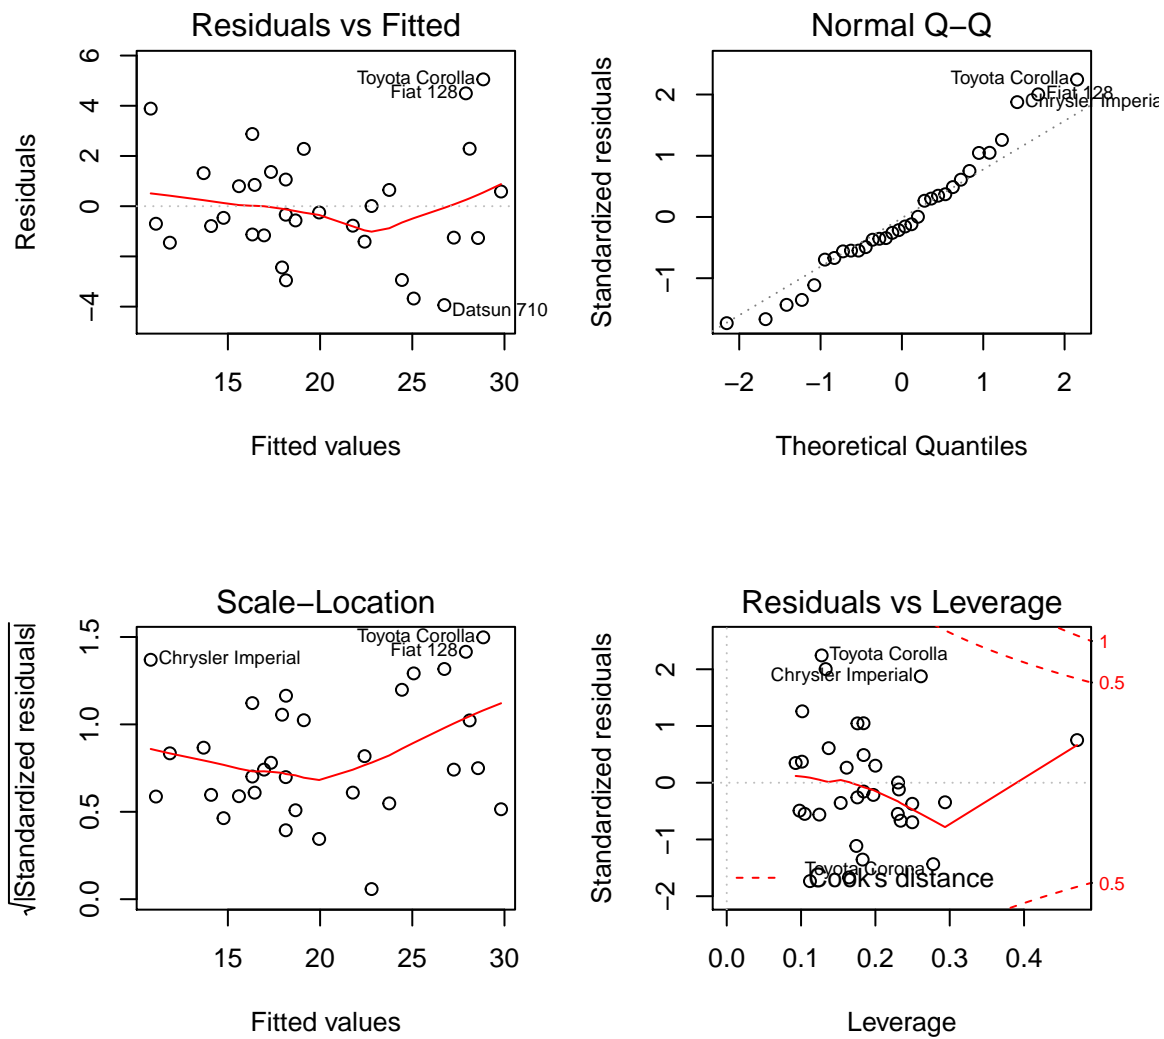 Residuals vs Fitted
Residuals
6
4
2
0
−4
Toyota Corolla
Fiat 128
Datsun 710
15 20 25 30
Fitted values
Normal Q−Q
Standardized residuals
2
1
0
−1
Toyota Corolla
Fiat 128
Chrysler Imperia
−2 −1 0 1 2
Theoretical Quantiles
Scale−Location
√|Standardized residuals|
1.5
1.0
0.5
0.0
Toyota Corolla
Fiat 128
Chrysler Imperial
15 20 25 30
Fitted values
Residuals vs Leverage
Standardized residuals
2
1
0
−1
−2
1
0.5
0.5
Toyota Corolla
Chrysler Imperial
Toyota Corona
Cook's distance
0.0 0.1 0.2 0.3 0.4
Leverage